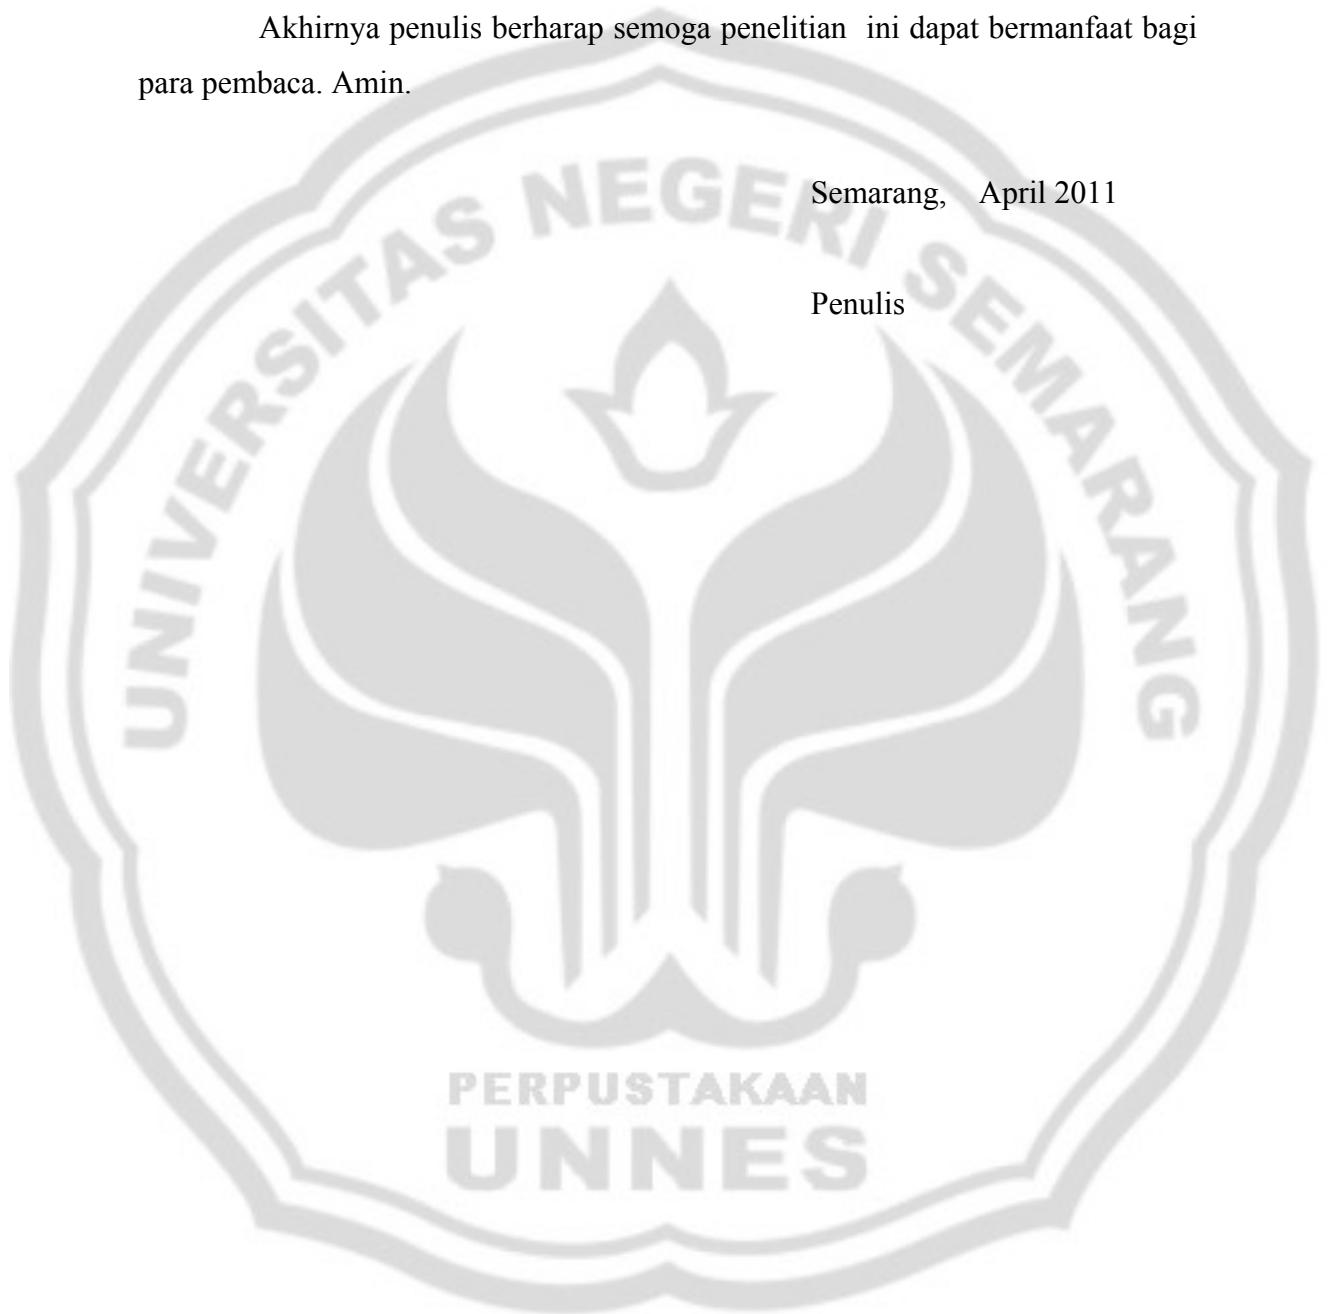 Akhirnya penulis berharap semoga penelitian  ini dapat bermanfaat bagi
para pembaca. Amin.
Semarang,    April 2011
Penulis
UNIVERSITAS NEGERI SEMARANG
PERPUSTAKAAN
UNNES